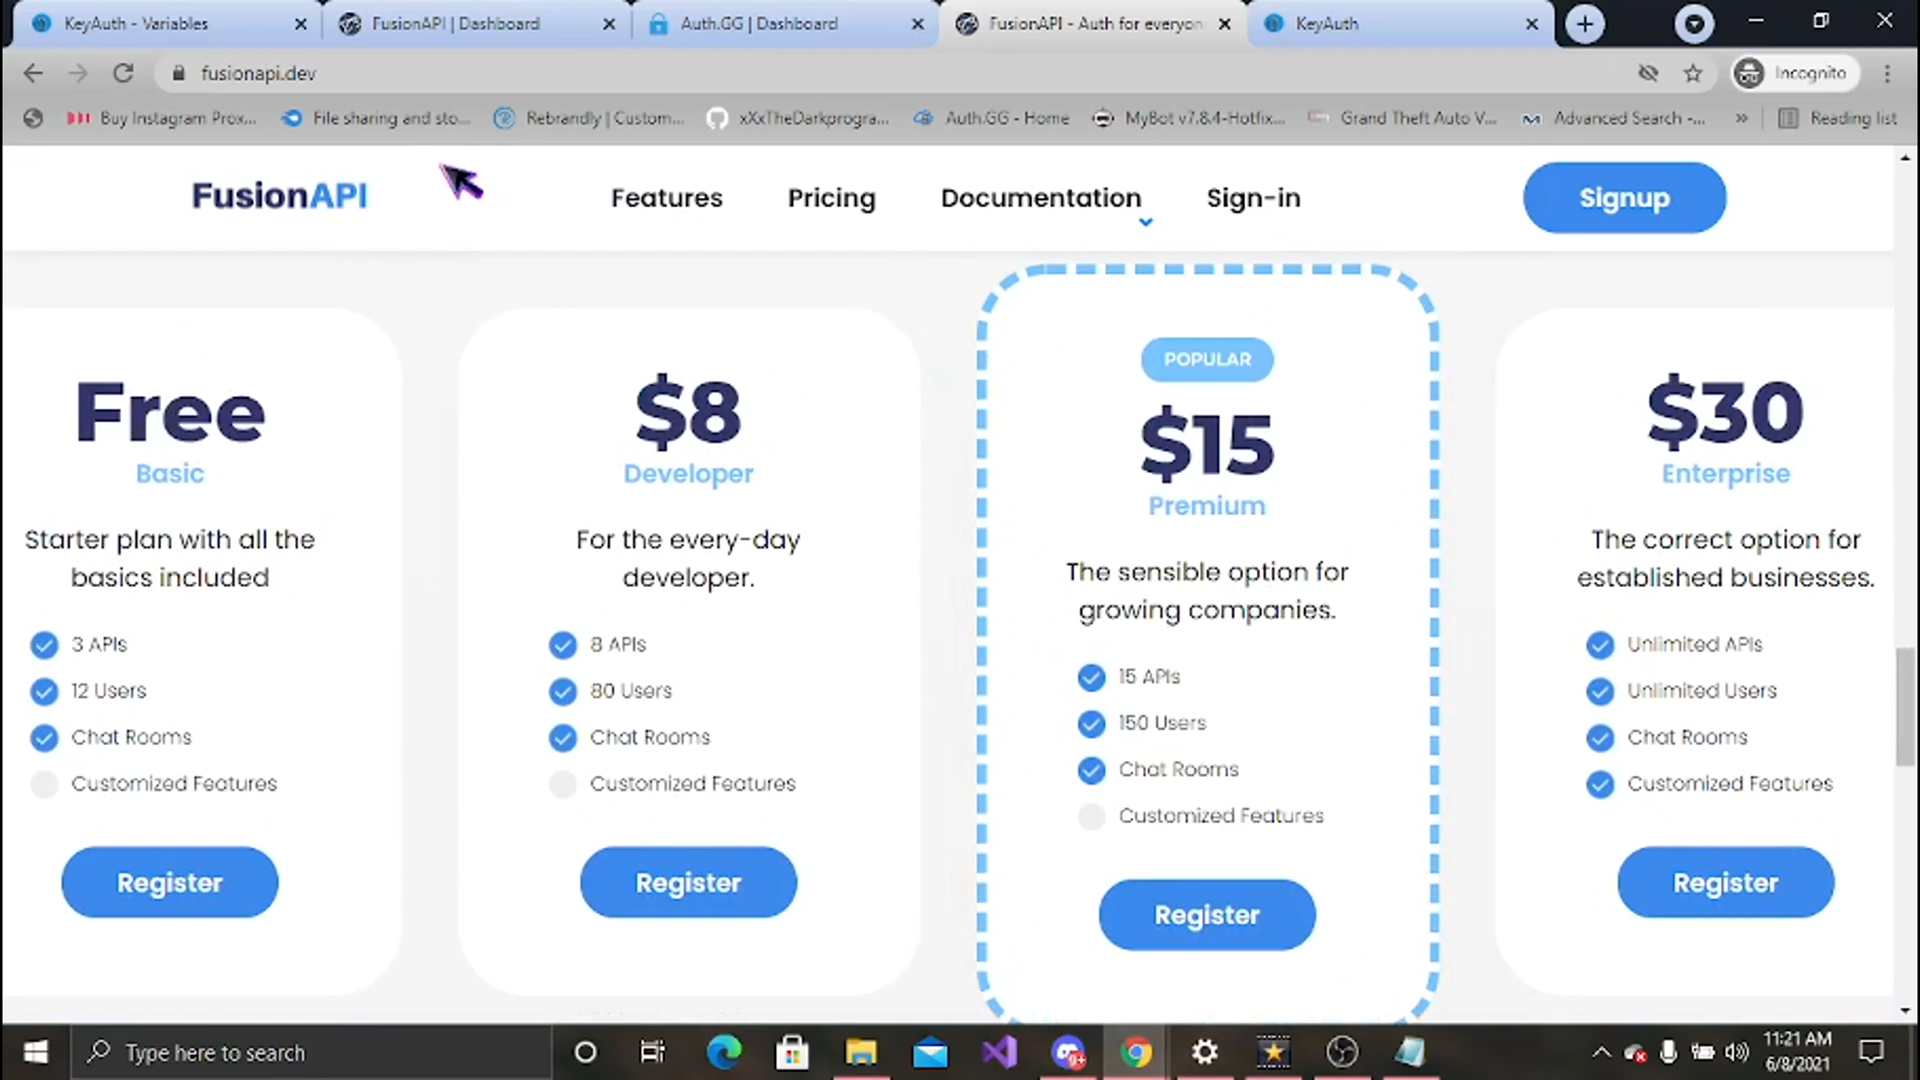 KeyAuth - Variables
FusionAPI | Dashboard
Auth.GG | Dashboard
FusionAPI - Auth for everyon
KeyAuth
fusionapi.dev
Incognito
Buy Instagram Prox...
File sharing and sto...
Rebrandly | Custom...
xXxTheDarkprogra...
Auth.GG - Home
MyBot v7.8.4-Hotfix...
Grand Theft Auto V...
Advanced Search -...
»
Reading list
FusionAPI
Features
Pricing
Documentation
Sign-in
Signup
Free
Basic
Starter plan with all the
basics included
3 APIs
12 Users
Chat Rooms
Customized Features
Register
$8
Developer
For the every-day
developer.
8 APIs
80 Users
Chat Rooms
Customized Features
Register
POPULAR
$15
Premium
The sensible option for
growing companies.
15 APIs
150 Users
Chat Rooms
Customized Features
Register
$30
Enterprise
The correct option for
established businesses.
Unlimited APIs
Unlimited Users
Chat Rooms
Customized Features
Register
Type here to search
9+
11:21 AM
6/8/2021